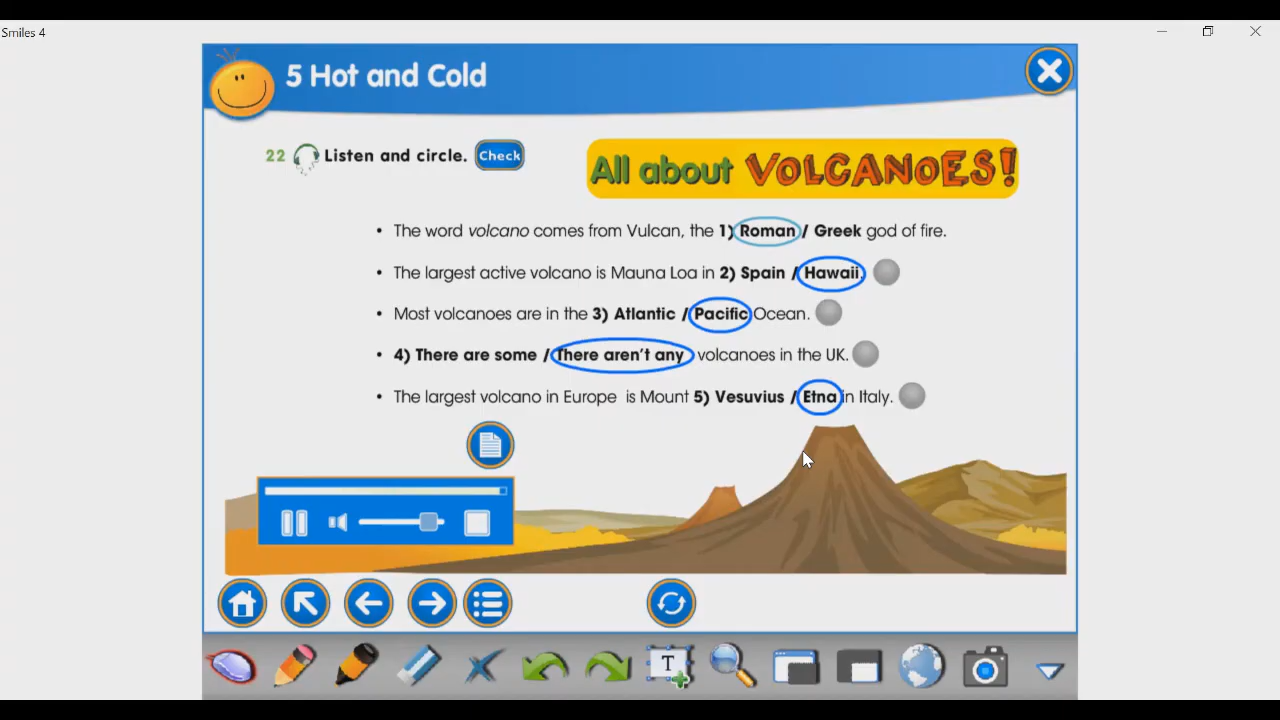 Smiles 4
5 Hot and Cold
22 Listen and circle. Check
All about VOLCANOES!
• The word volcano comes from Vulcan, the 1) Roman / Greek god of fire.
• The largest active volcano is Mauna Loa in 2) Spain / Hawaii.
• Most volcanoes are in the 3) Atlantic / Pacific Ocean.
• 4) There are some / There aren't any volcanoes in the UK.
• The largest volcano in Europe is Mount 5) Vesuvius / Etna in Italy.
T